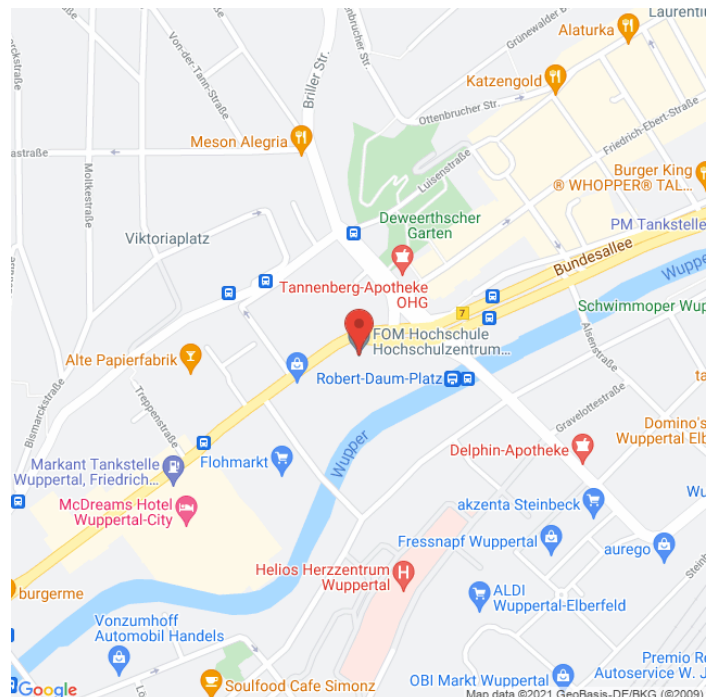 Laurentiu
Grünewalder B
Alaturka
Katzengold
Ottenbrucher Str.
Friedrich-Ebert-Straße
Von-der-Tann-Straße
Briller Str.
Meson Alegria
Moltkestraße
Luisenstraße
Burger King
® WHOPPER® TAL...
Deweerthscher
Garten
PM Tankstelle
Viktoriaplatz
Bundesallee
Wupper
Tannenberg-Apotheke
OHG
Schwimmoper Wup
7
FOM Hochschule
Hochschulzentrum...
Alsenstraße
Alte Papierfabrik
Robert-Daum-Platz
Bismarckstraße
Treppenstraße
Gravelottestraße
Domino's
Wuppertal Elbe
Wupper
Delphin-Apotheke
Markant Tankstelle
Wuppertal, Friedrich...
Flohmarkt
McDreams Hotel
Wuppertal-City
akzenta Steinbeck
Fressnapf Wuppertal
aurego
Helios Herzzentrum
Wuppertal
H
ALDI
Wuppertal-Elberfeld
burgerme
Vonzumhoff
Automobil Handels
Premio Re
Autoservice W. J
OBI Markt Wuppertal
Soulfood Cafe Simonz
Google
Map data ©2021 GeoBasis-DE/BKG (©2009)